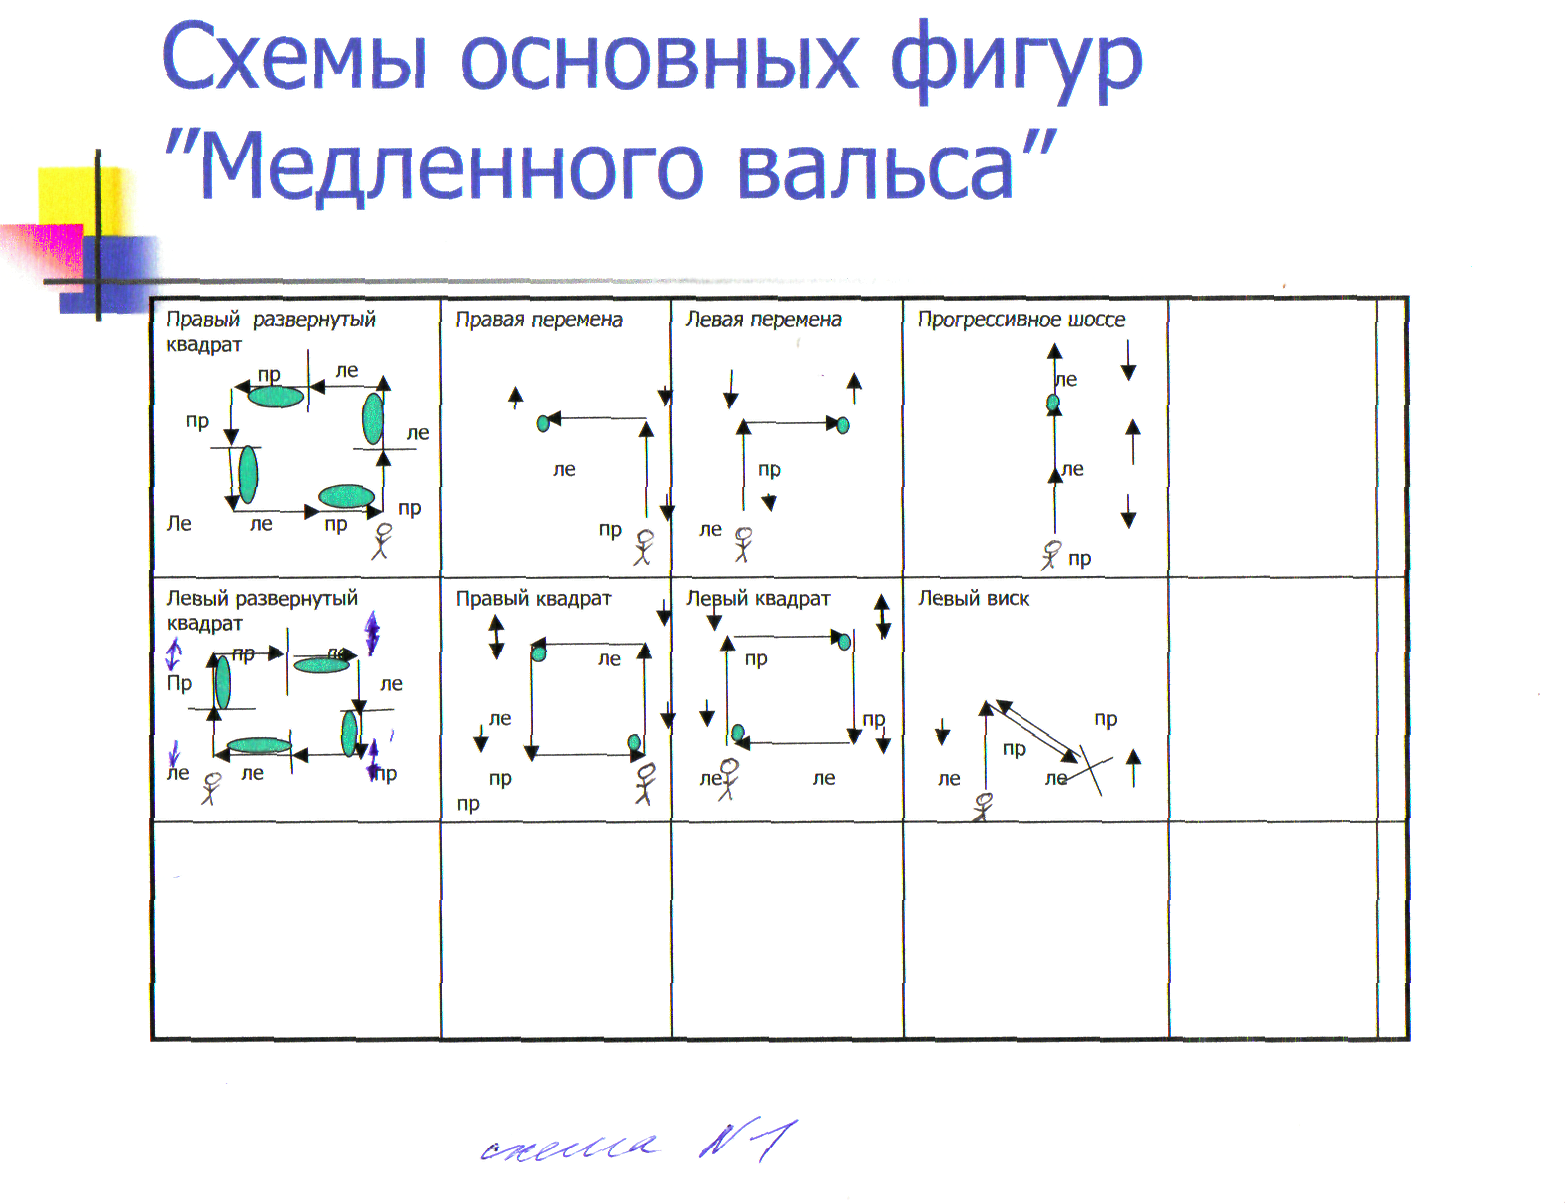 Схемы основных фигур
”Медленного вальса”
Правый развернутый
квадрат
пр
ле
пр
ле
Ле
ле
пр
пр
Правая перемена
ле
пр
Левая перемена
пр
ле
Прогрессивное шоссе
ле
ле
пр
Левый развернутый
квадрат
пр
ле
Пр
ле
ле
ле
пр
Правый квадрат
ле
ле
пр
пр
Левый квадрат
пр
пр
ле
ле
Левый виск
пр
пр
ле
ле
схема N 1